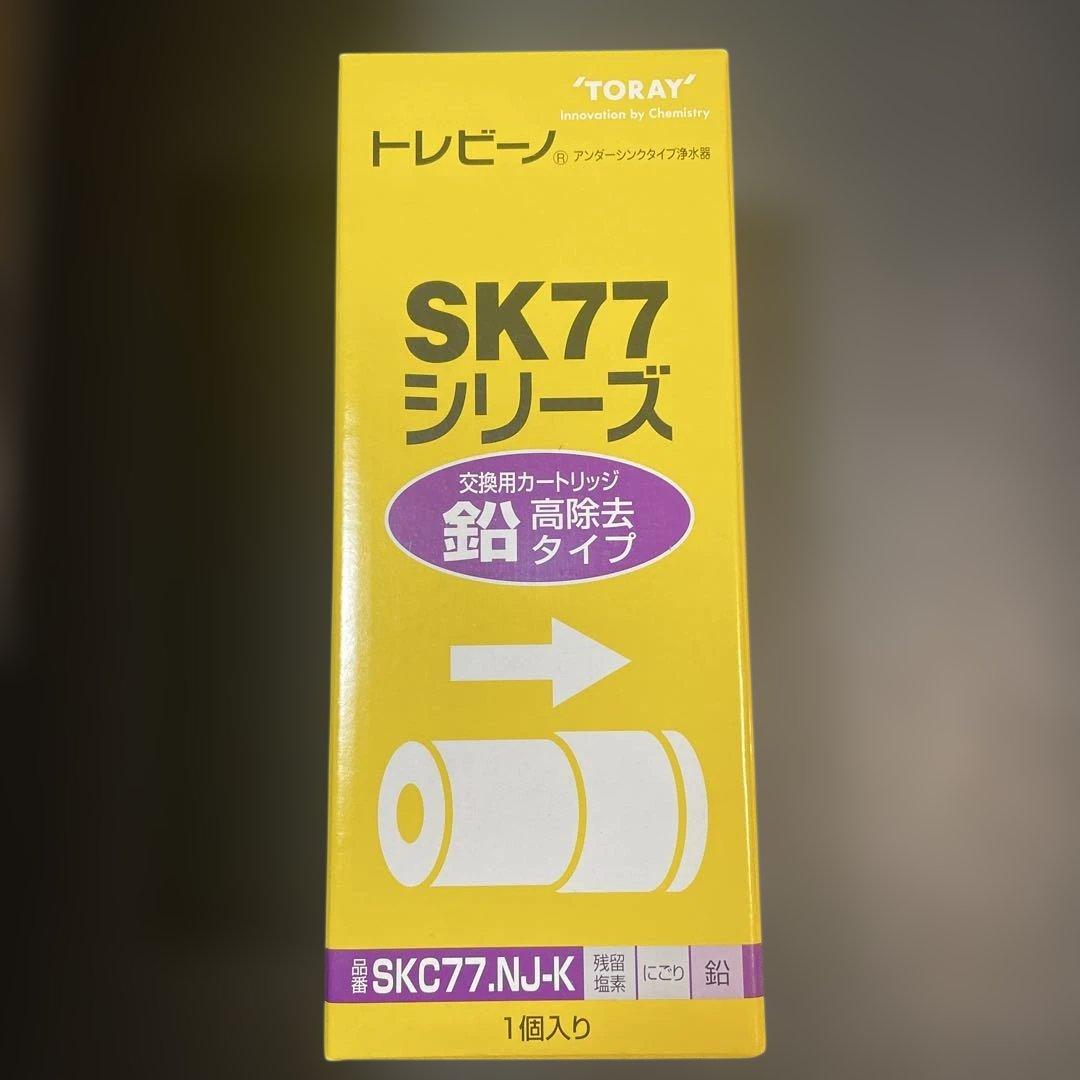 'TORAY'
Innovation by Chemistry
トレビーノ® アンダーシンクタイプ浄水器
SK77
シリーズ
交換用カートリッジ
鉛 高除去
タイプ
品番 SKC77.NJ-K 残留塩素 にごり 鉛
1個入り